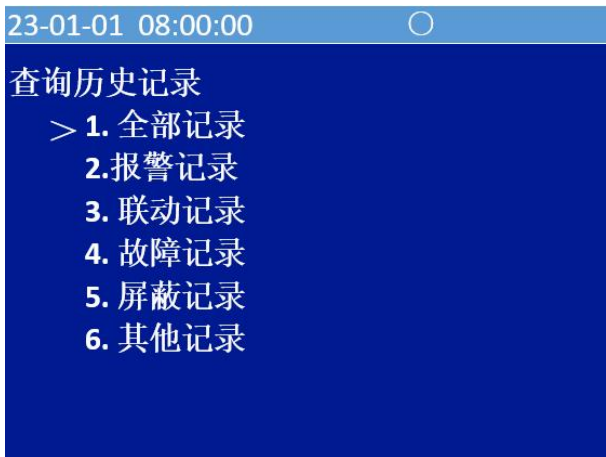 23-01-01 08:00:00
查询历史记录
> 1. 全部记录
2.报警记录
3. 联动记录
4. 故障记录
5. 屏蔽记录
6. 其他记录